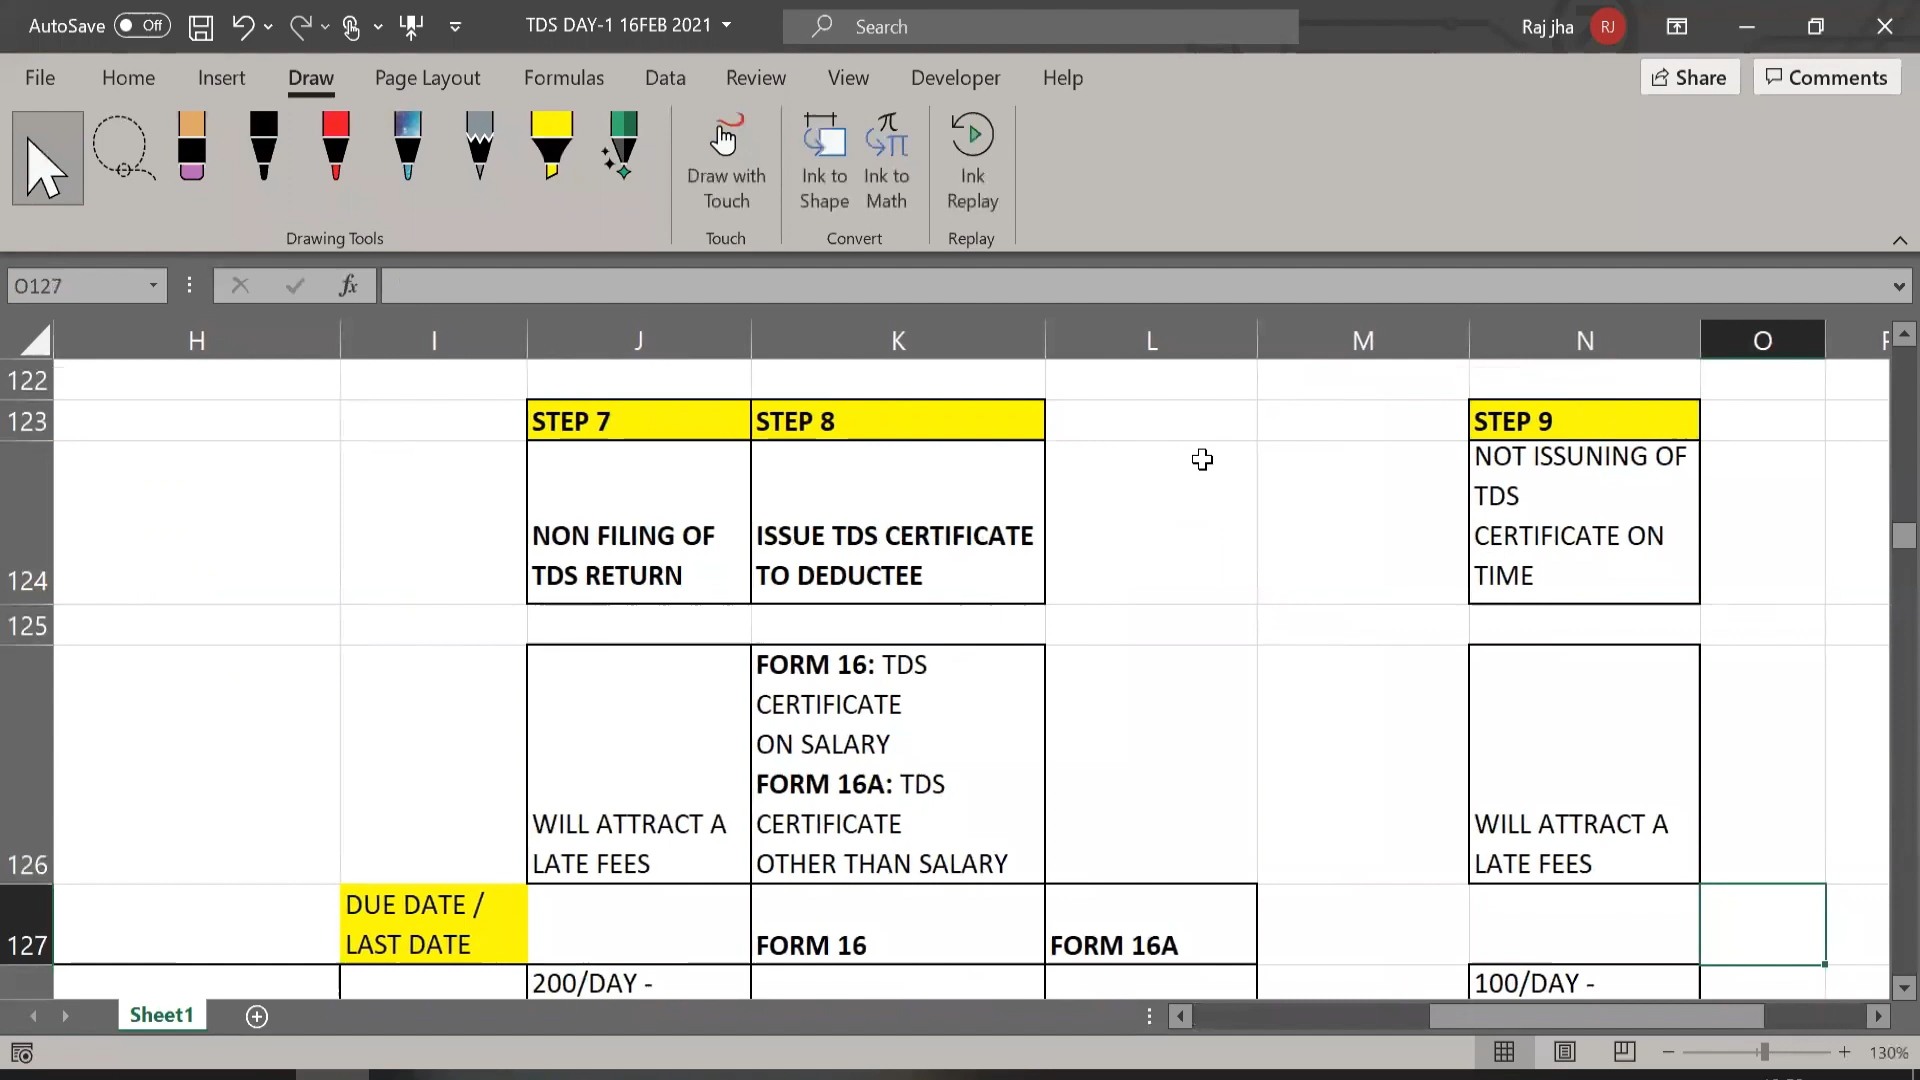 AutoSave Off
TDS DAY-1 16FEB 2021
Search
Raj jha
RJ
File Home Insert Draw Page Layout Formulas Data Review View Developer Help
Share
Comments
Draw with
Touch
Ink to
Shape
Ink to
Math
Ink
Replay
Drawing Tools
Touch
Convert
Replay
O127
fx
H I J K L M N O
122
123
STEP 7
STEP 8
STEP 9
124
NON FILING OF
TDS RETURN
ISSUE TDS CERTIFICATE
TO DEDUCTEE
NOT ISSUNING OF
TDS
CERTIFICATE ON
TIME
125
126
WILL ATTRACT A
LATE FEES
FORM 16: TDS
CERTIFICATE
ON SALARY
FORM 16A: TDS
CERTIFICATE
OTHER THAN SALARY
WILL ATTRACT A
LATE FEES
127
DUE DATE /
LAST DATE
FORM 16
FORM 16A
200/DAY -
100/DAY -
Sheet1
130%